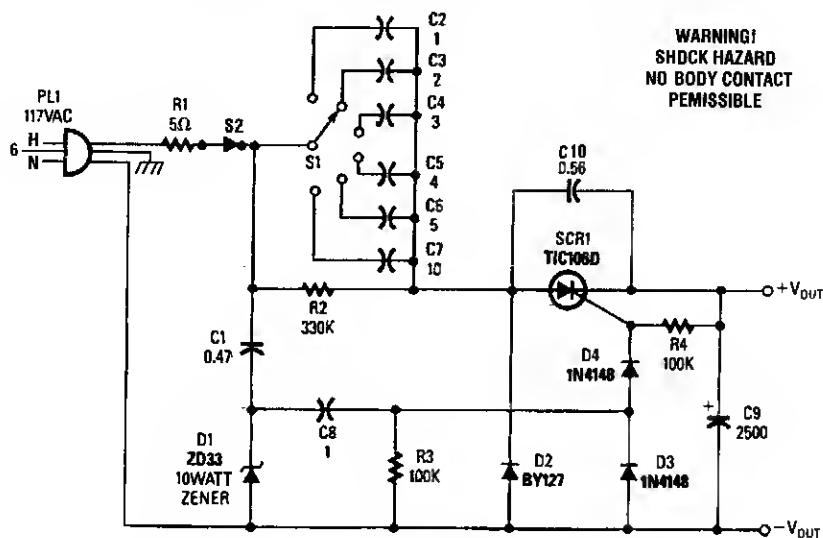 WARNING!
SHOCK HAZARD
NO BODY CONTACT
PEMISSIBLE
PL1
117VAC
H
6
N
R1
5Ω
S2
S1
C2
1
C3
2
C4
3
C5
4
C6
5
C7
10
C10
0.56
SCR1
TIC106D
+VOUT
R2
330K
C1
0.47
R4
100K
D4
1N4148
C8
1
+
C9
2500
D1
ZD33
10WATT
ZENER
R3
100K
D2
BY127
D3
1N4148
-VOUT